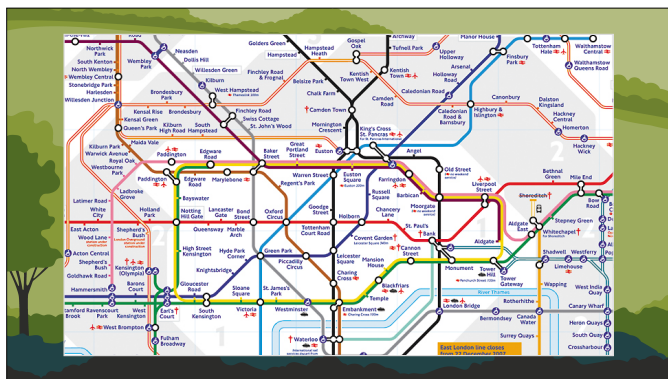 Northwick
Park
South Kenton
North Wembley
Wembley Central
Stonebridge Park
Harlesden
Willesden Junction
Wembley
Park
Neasden
Dollis Hill
Willesden Green
Kilburn
West Hampstead
Brondesbury
Park
Kensal Rise
Brondesbury
Kensal Green
Queen's Park
Kilburn
High Road
South
Hampstead
Finchley Road
Swiss Cottage
St. John's Wood
Golders Green
Hampstead
Heath
Hampstead
Finchley Road
& Frognal
Belsize Park
Chalk Farm
Camden Town
Mornington
Crescent
Euston
Gospel
Oak
Kentish
Town West
Archway
Tufnell Park
Kentish
Town
Camden
Road
King's Cross
St. Pancras
Upper
Holloway
Manor House
Arsenal
Holloway
Road
Finsbury
Park
Caledonian Road
Caledonian
Road &
Barnsbury
Highbury &
Islington
Canonbury
Tottenham
Hale
Walthamstow
Central
Walthamstow
Queens Road
Dalston
Kingsland
Hackney
Central
Homerton
Hackney
Wick
Kilburn Park
Warwick Avenue
Royal Oak
Westbourne
Park
Maida Vale
Paddington
Paddington
Edgware
Road
Edgware
Road
Marylebone
Baker
Street
Great
Portland
Street
Warren Street
Regent's Park
Euston
Square
Angel
Farringdon
Barbican
Moorgate
Old Street
Liverpool
Street
Bethnal
Green
Mile End
Shoreditch
Bow
Road
Ladbroke
Grove
Latimer Road
White
City
Holland
Park
Bayswater
Notting
Hill Gate
Lancaster
Gate
Bond
Street
Oxford
Circus
Goodge
Street
Russell
Square
Holborn
Chancery
Lane
St. Paul's
Bank
Aldgate
East
Aldgate
Stepney Green
Whitechapel
East Acton
Wood Lane
Shepherd's
Bush
Queensway
Marble
Arch
Tottenham
Court Road
Covent Garden
Cannon
Street
Acton Central
Shepherd's
Bush
Goldhawk Road
Hammersmith
Kensington
(Olympia)
Barons
Court
High Street
Kensington
Hyde Park
Corner
Green Park
Knightsbridge
Piccadilly
Circus
Leicester
Square
Mansion
House
Monument
Tower
Hill
Tower
Gateway
Shadwell
Westferry
Limehouse
Wapping
Gloucester
Road
Sloane
Square
St. James's
Park
Charing
Cross
Blackfriars
Temple
River Thames
London Bridge
Rotherhithe
West India
Quay
Ravenscourt
Park
West
Kensington
Earl's
Court
South
Kensington
Victoria
Westminster
Embankment
Waterloo
Bermondsey
Canada
Water
Canary Wharf
Heron Quays
South Quay
Crossharbour
Surrey Quays
West Brompton
Fulham
Broadway
East London line closes
from 22 December 2007
1
1
2
2
2